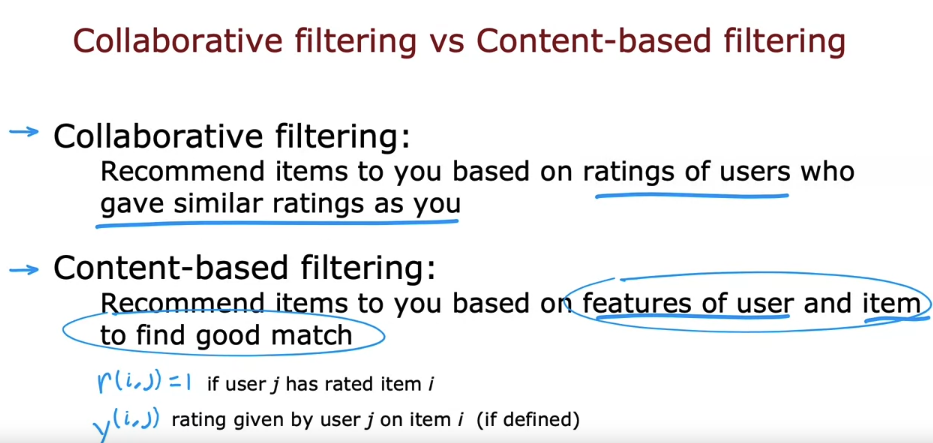 Collaborative filtering vs Content-based filtering
→ Collaborative filtering:
Recommend items to you based on ratings of users who
gave similar ratings as you
→ Content-based filtering:
Recommend items to you based on features of user and item
to find good match
r(i,j)=1 if user j has rated item i
y(i,j) rating given by user j on item i (if defined)